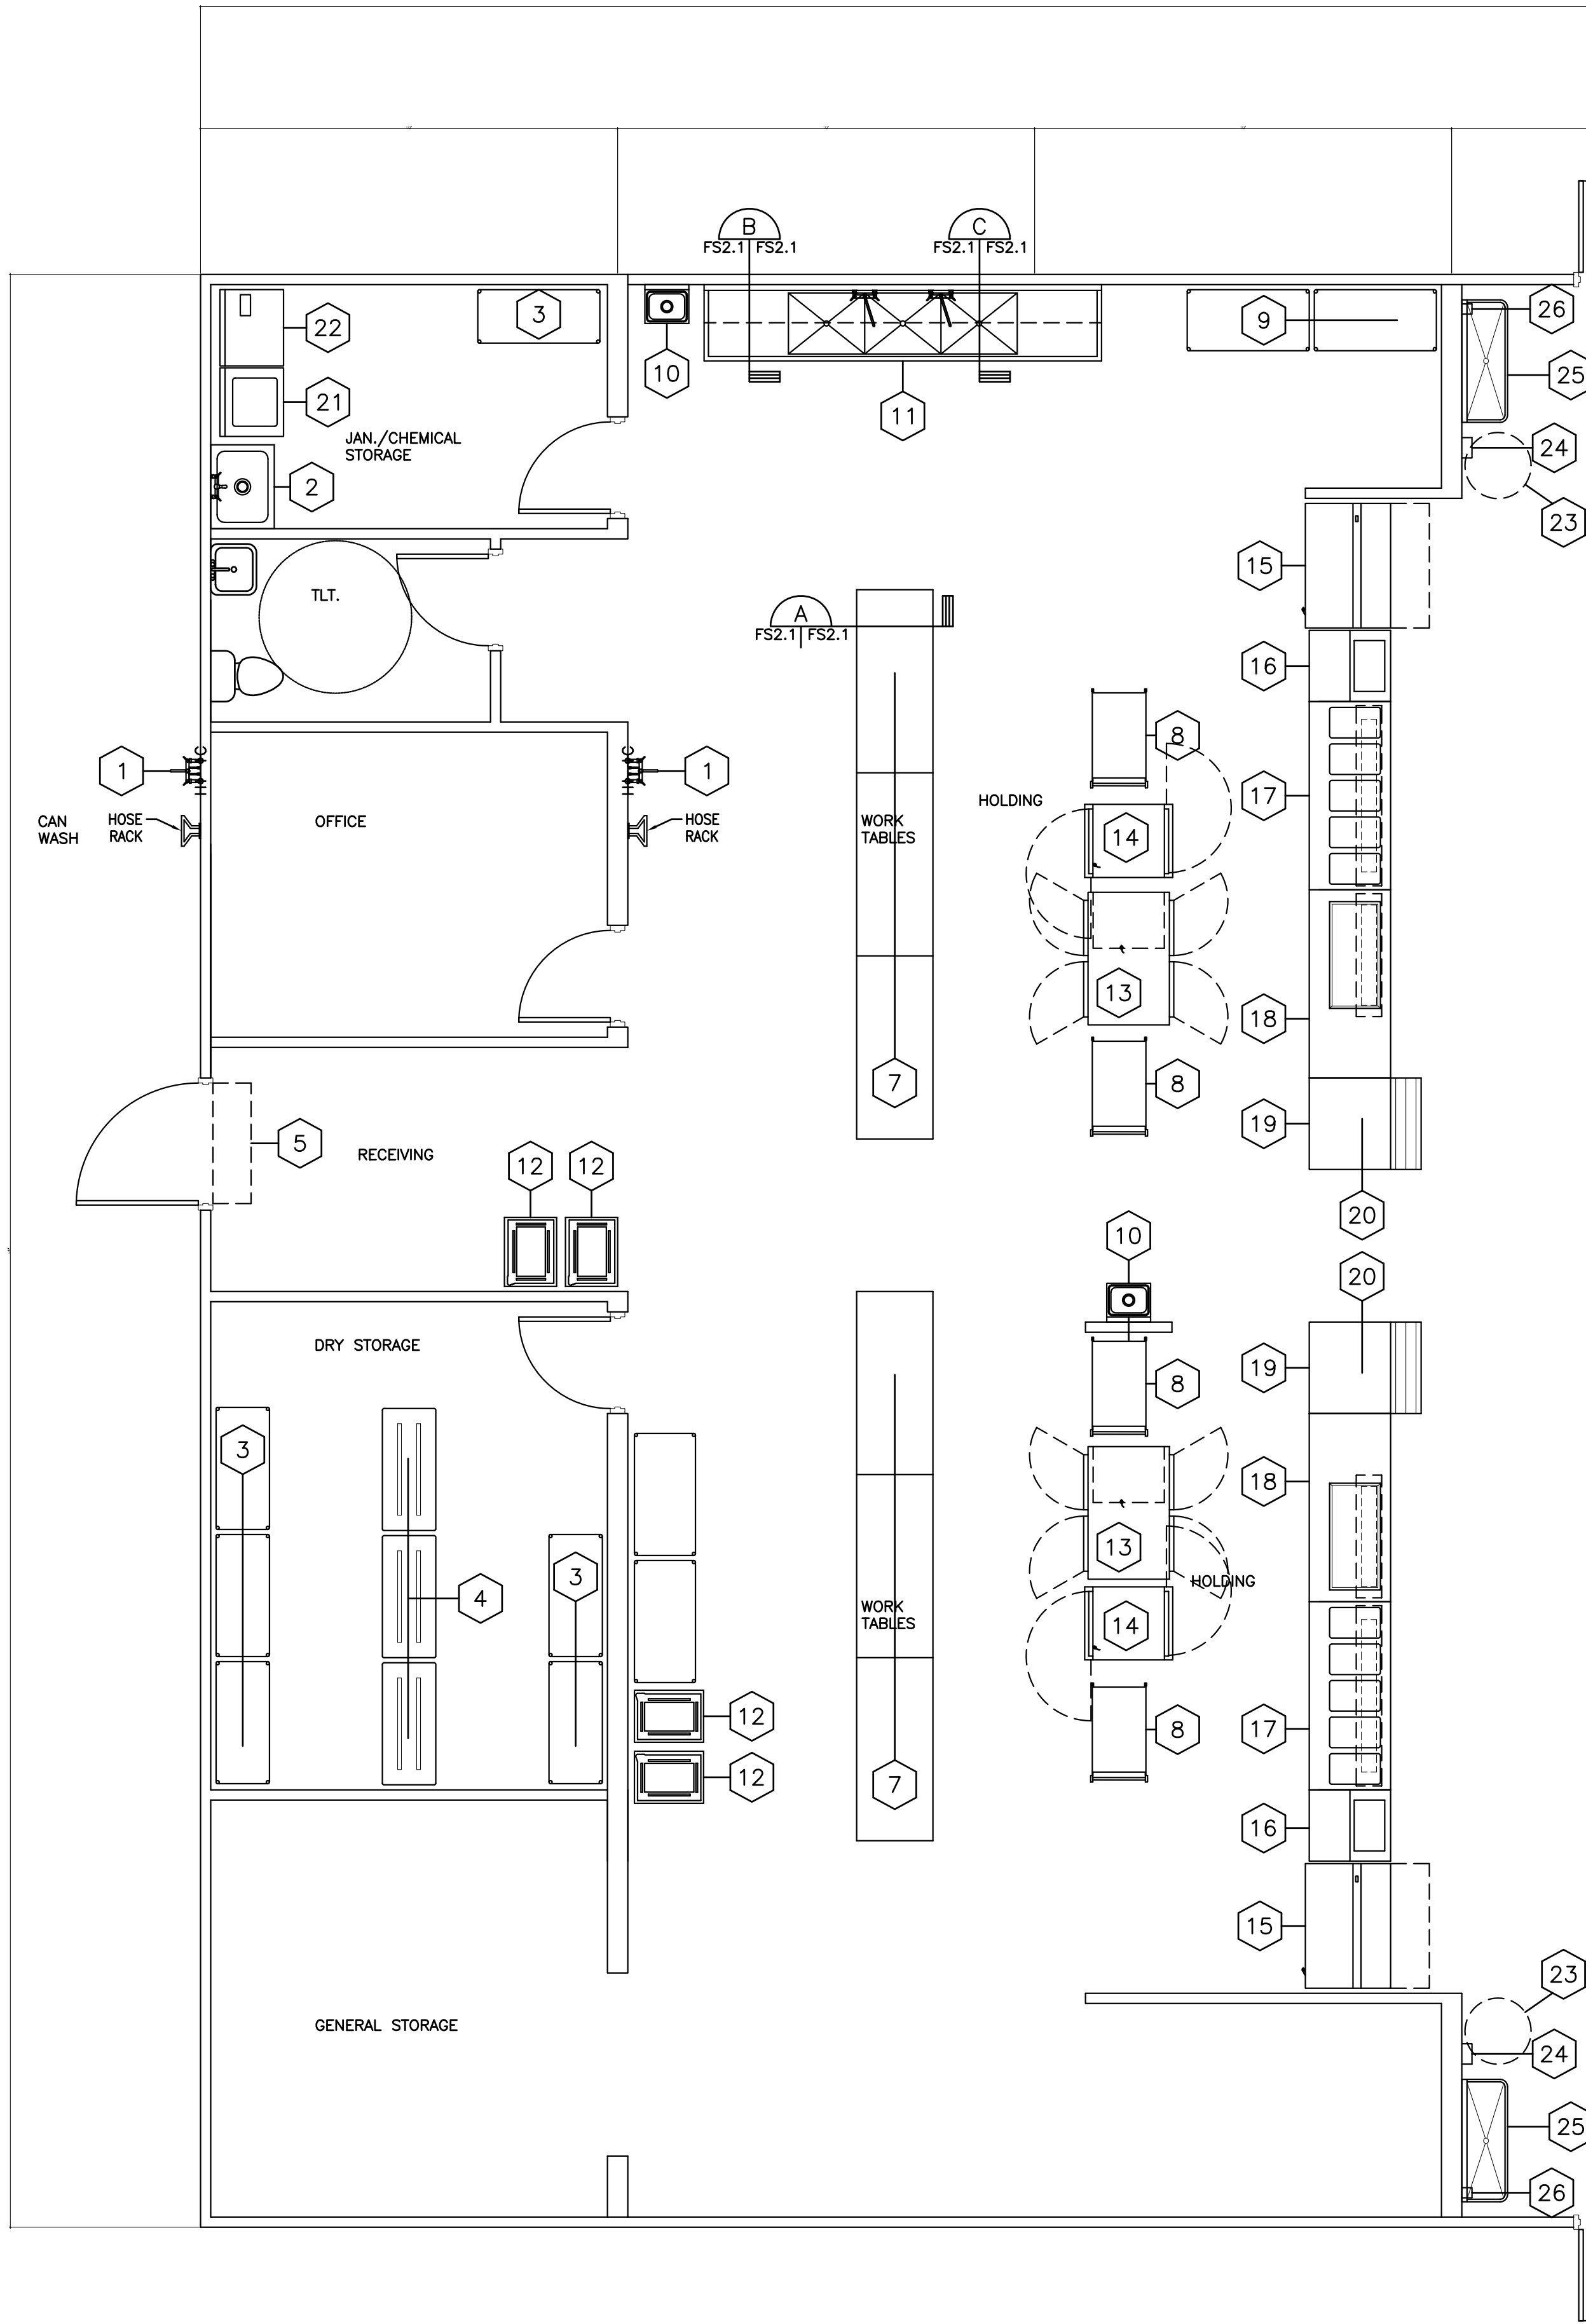 B
FS2.1 FS2.1
C
FS2.1 FS2.1
22
3
10
9
26
21
25
11
JAN./CHEMICAL
STORAGE
24
2
23
15
TLT.
A
FS2.1 FS2.1
16
8
1
1
17
HOLDING
CAN
WASH
HOSE
RACK
OFFICE
HOSE
RACK
WORK
TABLES
14
13
18
7
8
19
5
RECEIVING
12
12
20
10
20
DRY STORAGE
19
8
3
18
13
3
4
HOLDING
WORK
TABLES
14
12
17
8
12
7
16
15
23
GENERAL STORAGE
24
25
26